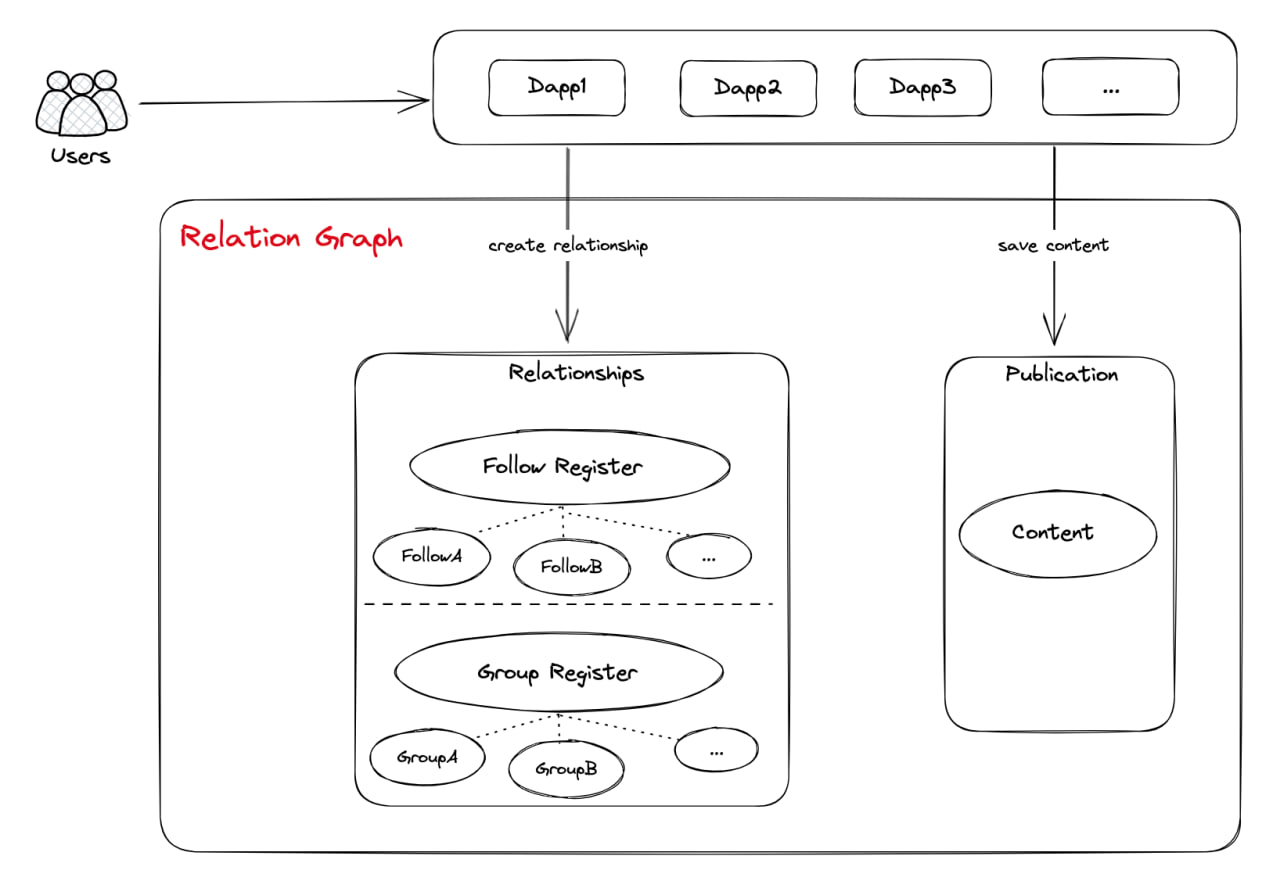 Dapp1
Dapp2
Dapp3
...
Users
Relation Graph
create relationship
save content
Relationships
Publication
Follow Register
Content
FollowA
FollowB
...
Group Register
GroupA
GroupB
...